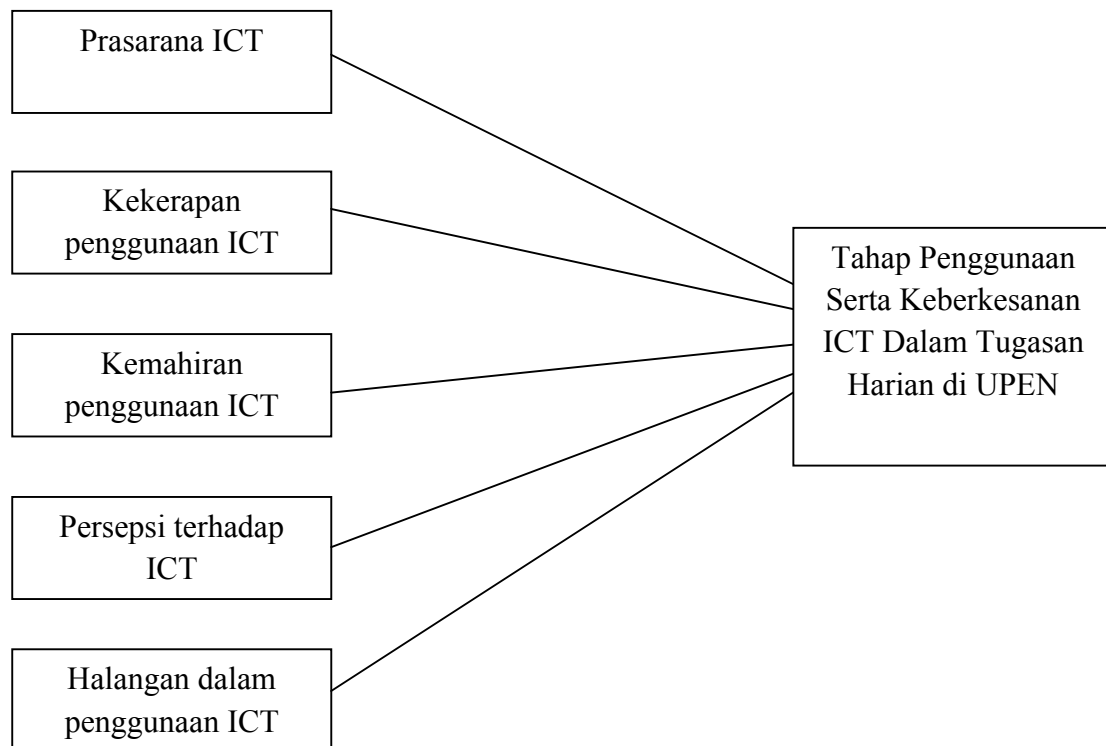 Prasarana ICT
Kekerapan
penggunaan ICT
Kemahiran
penggunaan ICT
Persepsi terhadap
ICT
Halangan dalam
penggunaan ICT
Tahap Penggunaan
Serta Keberkesanan
ICT Dalam Tugasan
Harian di UPEN